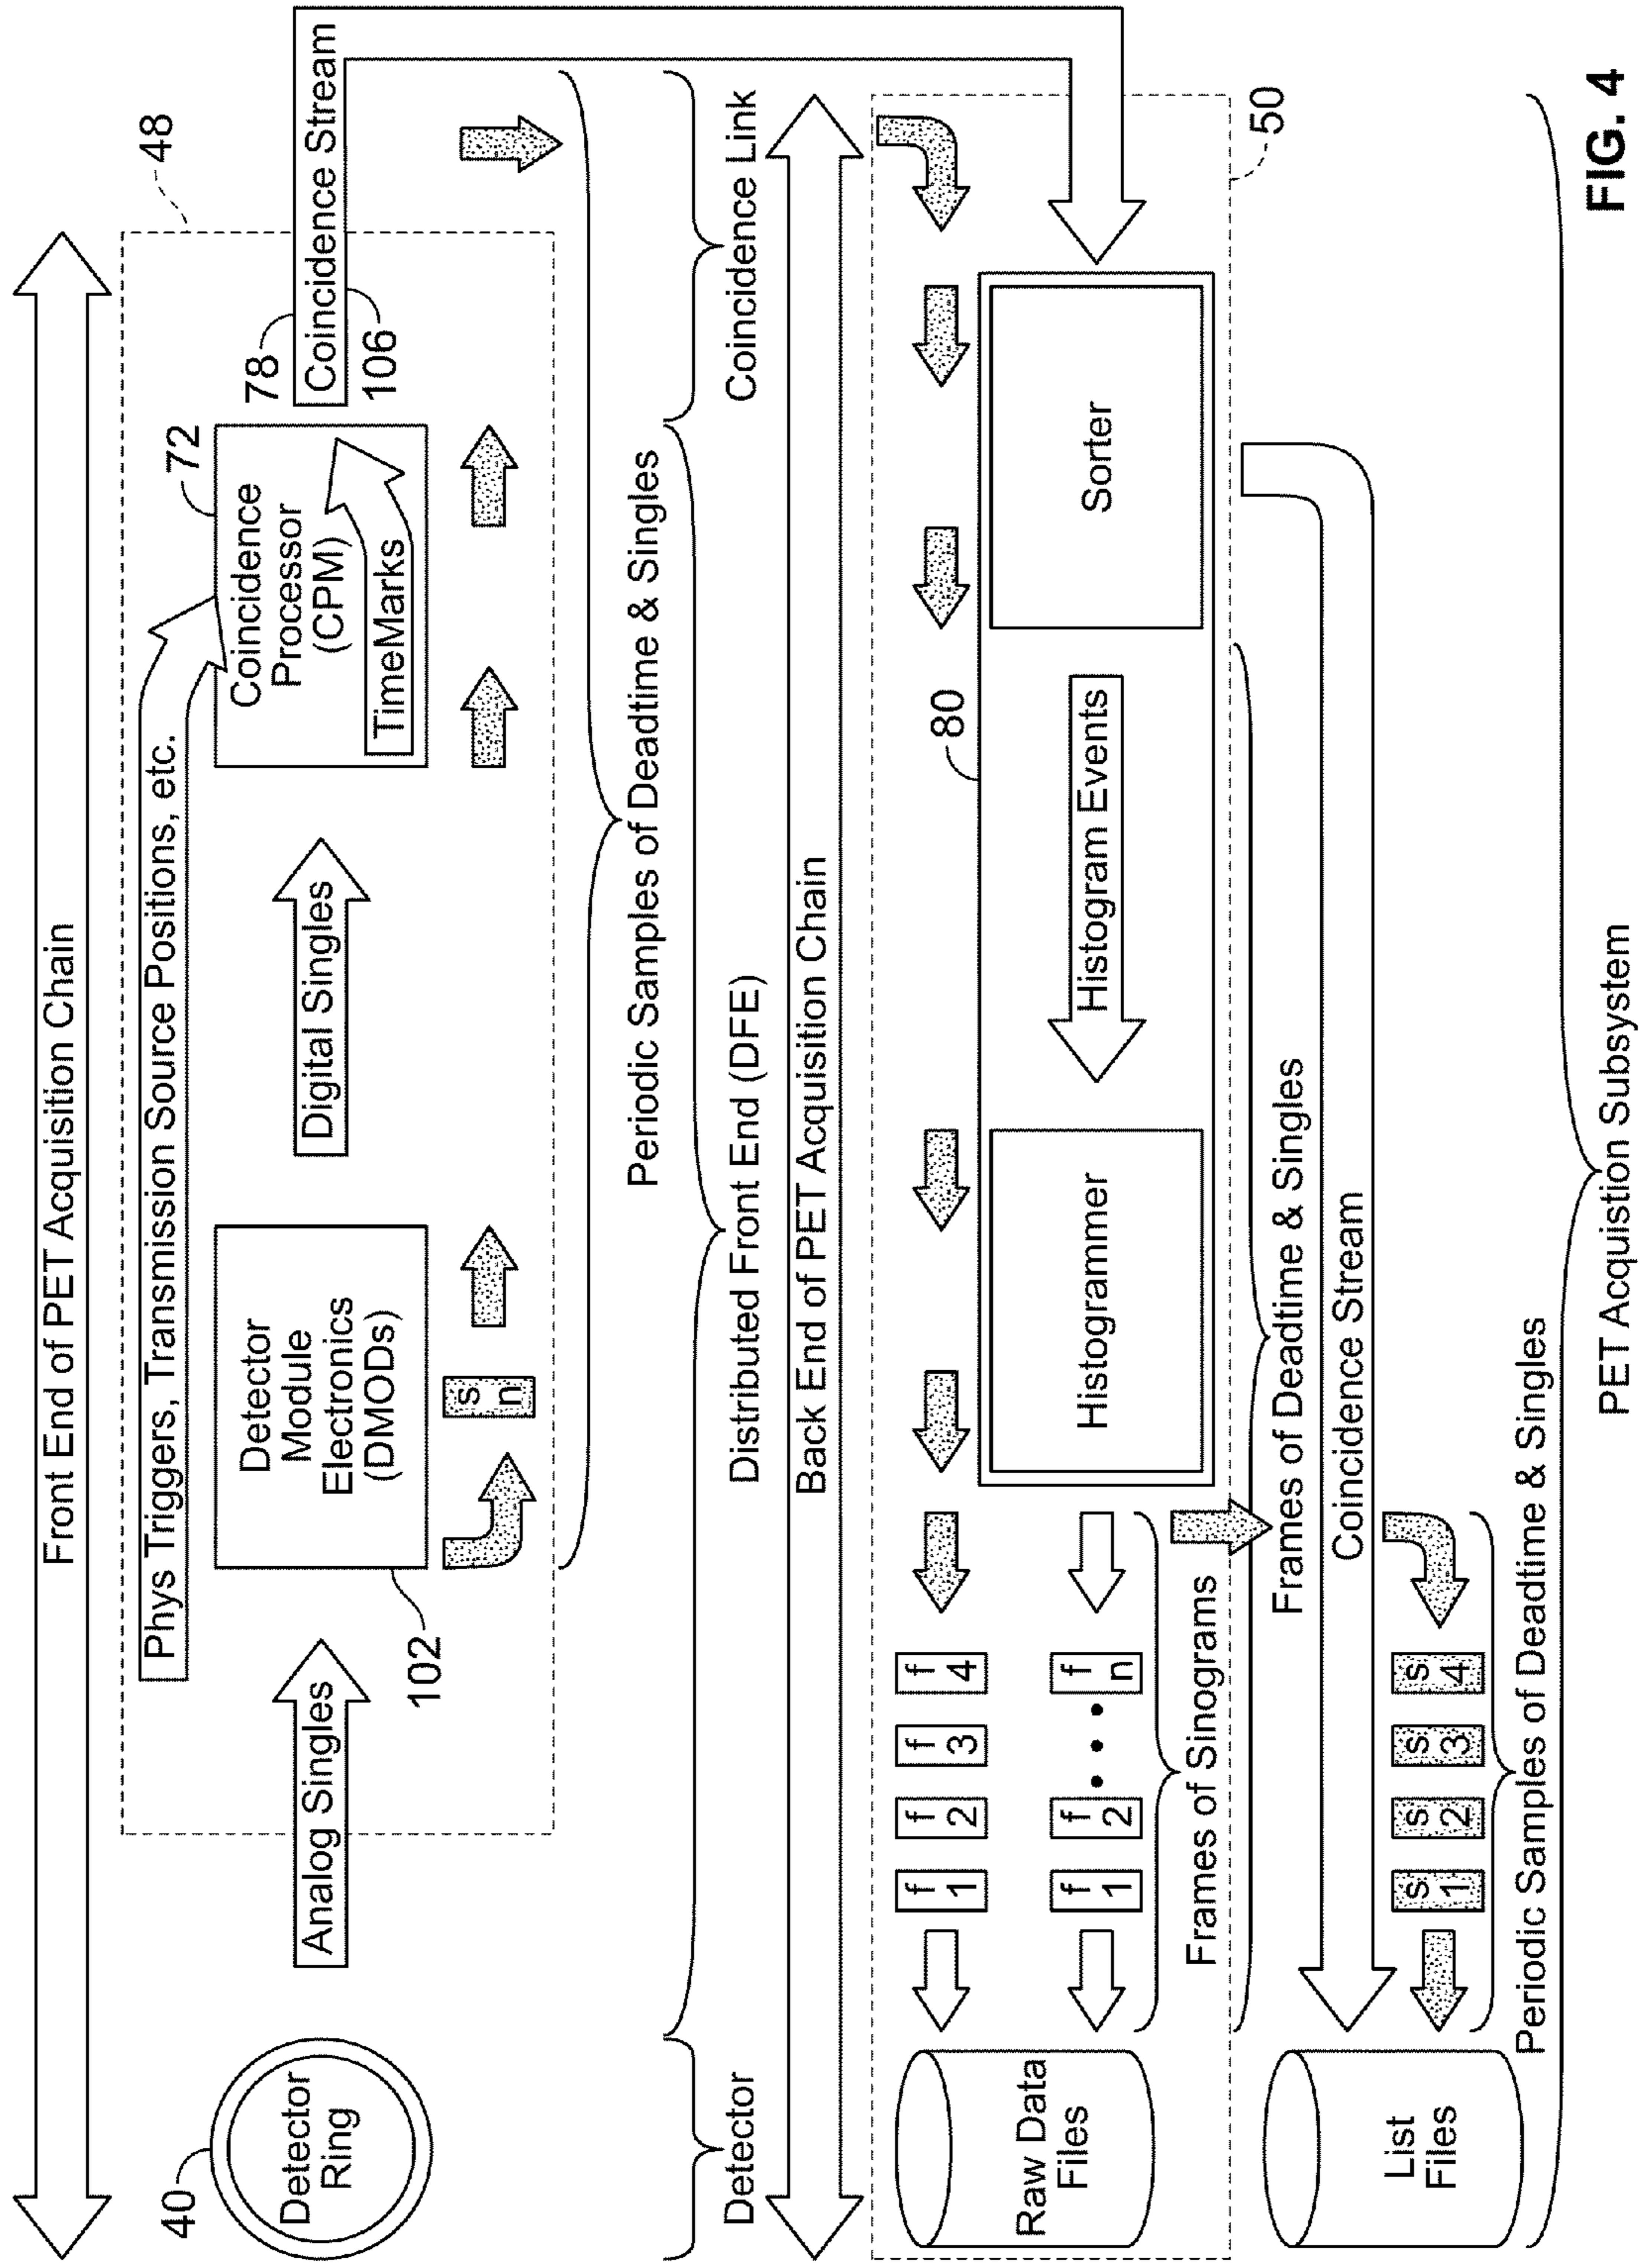 Front End of PET Acquisition Chain
48
Phys Triggers, Transmission Source Positions, etc.
40
Detector
Ring
Analog Singles
102
Detector
Module
Electronics
(DMODs)
s
n
Digital Singles
72
Coincidence
Processor
(CPM)
TimeMarks
78
Coincidence Stream
106
Periodic Samples of Deadtime & Singles
Detector
Distributed Front End (DFE)
Coincidence Link
Back End of PET Acquisition Chain
Raw Data
Files
f
1
f
2
f
3
f
4
f
1
f
2
f
n
Frames of Sinograms
80
Histogrammer
Histogram Events
Sorter
50
Frames of Deadtime & Singles
Coincidence Stream
List
Files
s
1
s
2
s
3
s
4
Periodic Samples of Deadtime & Singles
PET Acquistion Subsystem
FIG. 4